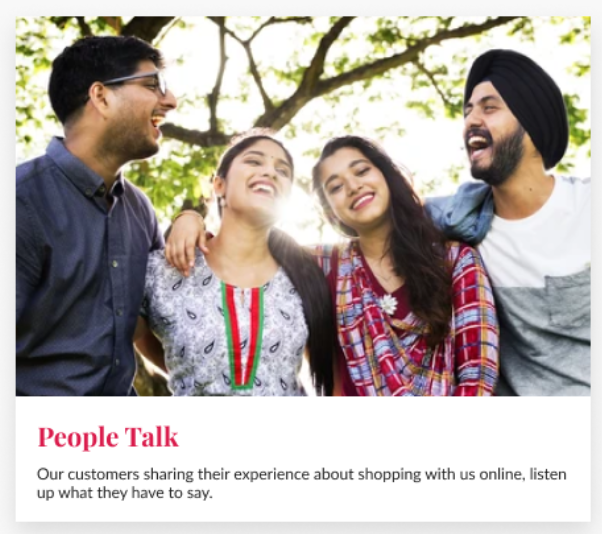 People Talk
Our customers sharing their experience about shopping with us online, listen
up what they have to say.